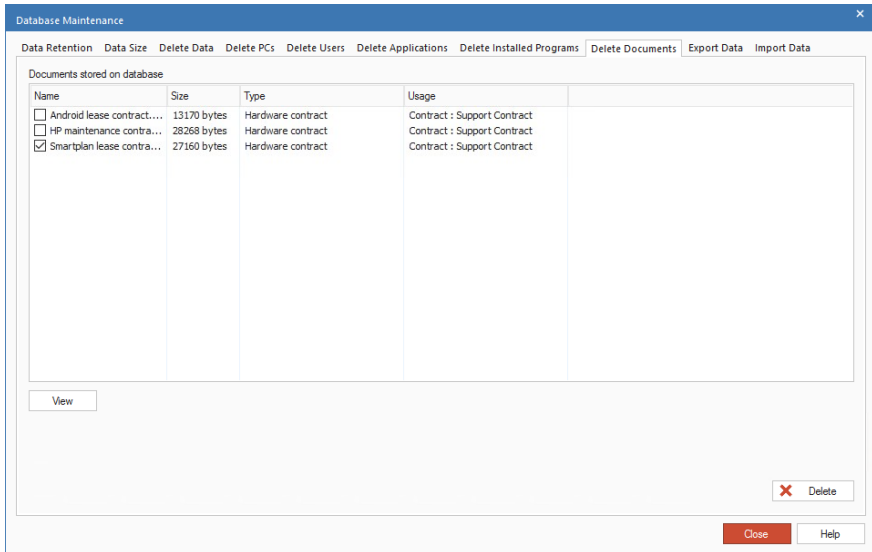 Database Maintenance
Data Retention Data Size Delete Data Delete PCs Delete Users Delete Applications Delete Installed Programs Delete Documents Export Data Import Data
Documents stored on database
Name Size Type Usage
Android lease contract.... 13170 bytes Hardware contract Contract : Support Contract
HP maintenance contra... 28268 bytes Hardware contract Contract : Support Contract
Smartplan lease contra... 27160 bytes Hardware contract Contract : Support Contract
View
Delete
Close Help